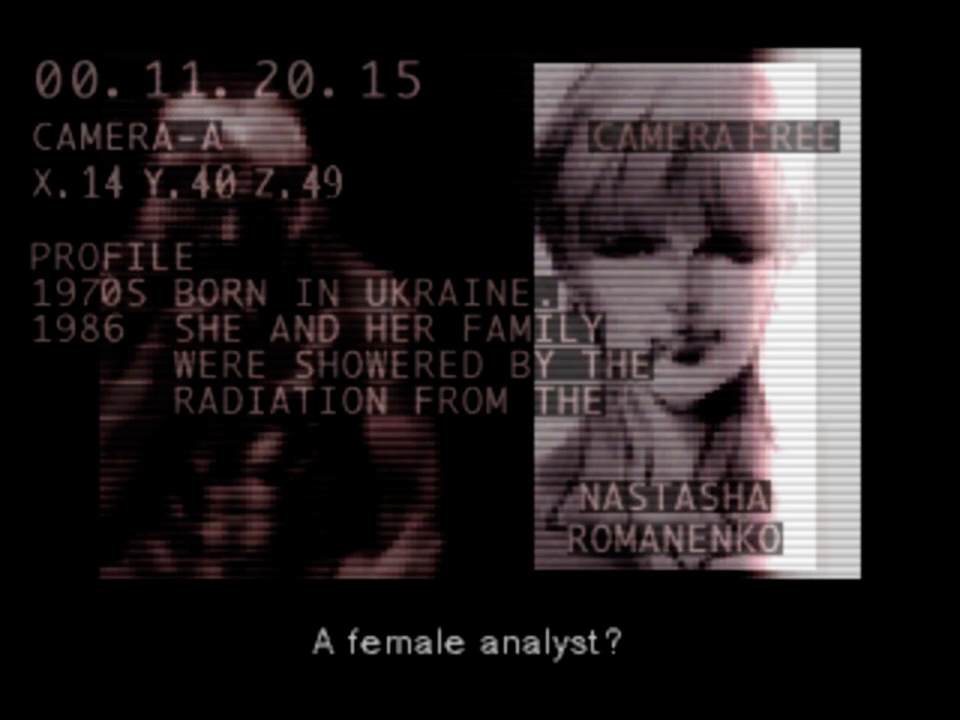 00.11.20.15
CAMERA-A
CAMERA FREE
X.14 Y.40 Z.49
PROFILE
1970S BORN IN UKRAINE.
1986 SHE AND HER FAMILY
WERE SHOWERED BY THE
RADIATION FROM THE
NASTASHA
ROMANENKO
A female analyst?